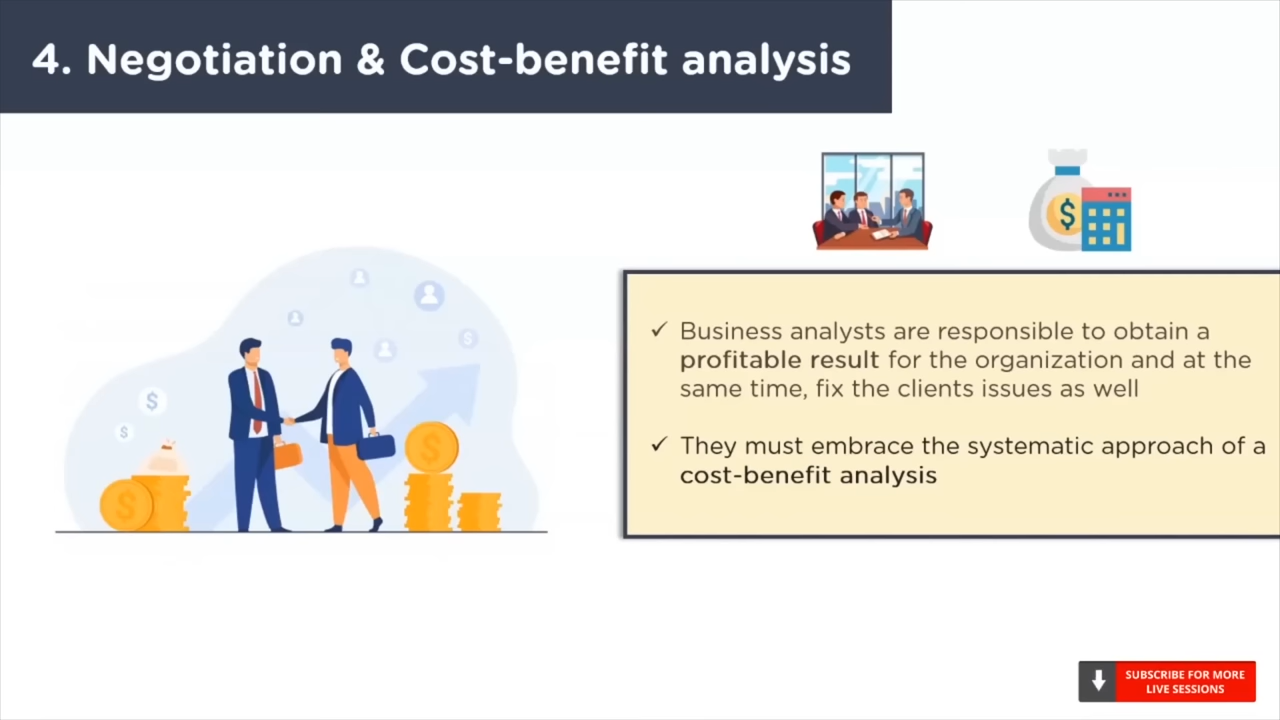 4. Negotiation & Cost-benefit analysis
$
$
$
$
$
$
✓ Business analysts are responsible to obtain a
profitable result for the organization and at the
same time, fix the clients issues as well
✓ They must embrace the systematic approach of a
cost-benefit analysis
SUBSCRIBE FOR MORE
LIVE SESSIONS